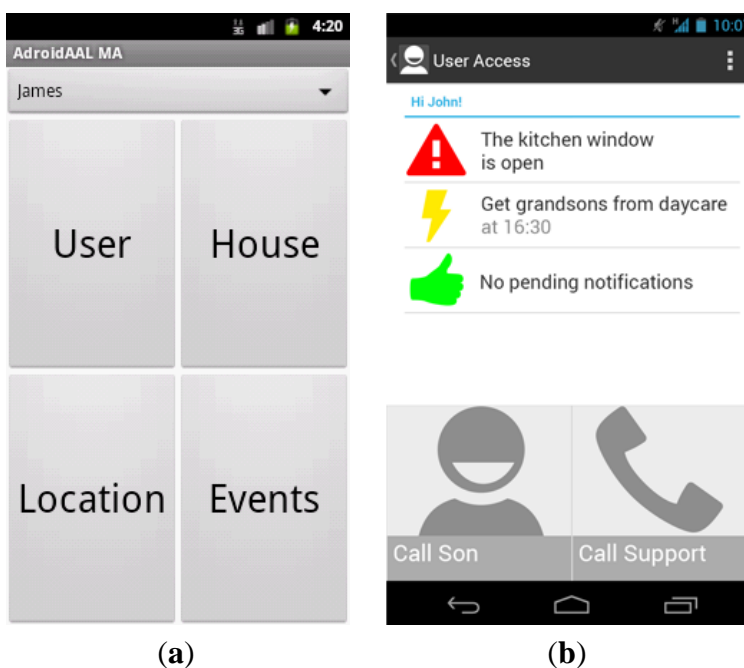 4:20
AdroidAAL MA
James
User
House
Location
Events
(a)
10:0
User Access
Hi John!
The kitchen window
is open
Get grandsons from daycare
at 16:30
No pending notifications
Call Son
Call Support
(b)